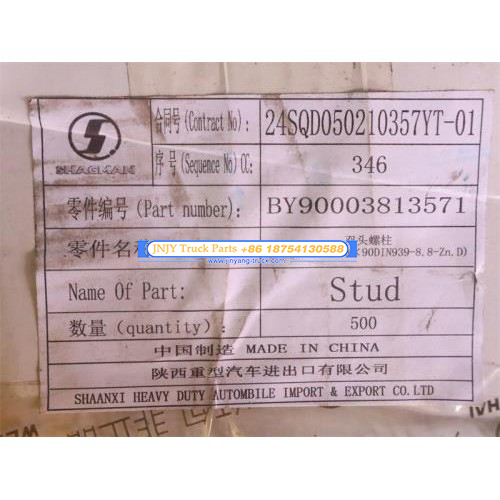 合同号(Contract No): 24SQD050210357YT-01
SHACMAN 序号(Sequence No)CC: 346
零件编号 (Part number): BY90003813571
零件名称 双头螺柱
90DIN939-8.8-Zn.D)
JNJY Truck Parts +86 18754130588
www.jinyang-truck.com
Name Of Part: Stud
数量 (quantity): 500
中国制造 MADE IN CHINA
陕西重型汽车进出口有限公司
SHAANXI HEAVY DUTY AUTOMBILE IMPORT & EXPORT CO.LTD